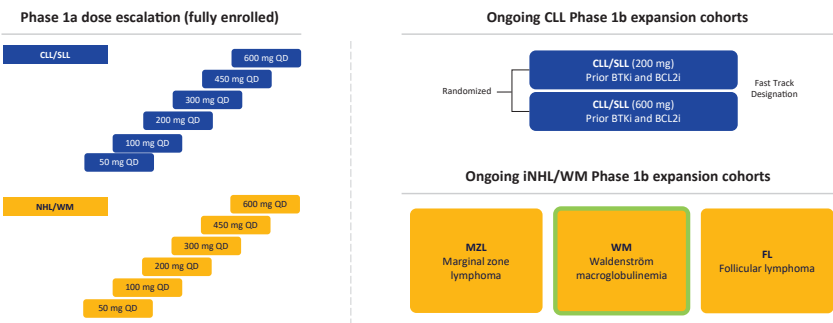 Phase 1a dose escalation (fully enrolled)
CLL/SLL
600 mg QD
450 mg QD
300 mg QD
200 mg QD
100 mg QD
50 mg QD
NHL/WM
600 mg QD
450 mg QD
300 mg QD
200 mg QD
100 mg QD
50 mg QD
Ongoing CLL Phase 1b expansion cohorts
Randomized
CLL/SLL (200 mg)
Prior BTKi and BCL2i
CLL/SLL (600 mg)
Prior BTKi and BCL2i
Fast Track
Designation
Ongoing iNHL/WM Phase 1b expansion cohorts
MZL
Marginal zone
lymphoma
WM
Waldenström
macroglobulinemia
FL
Follicular lymphoma